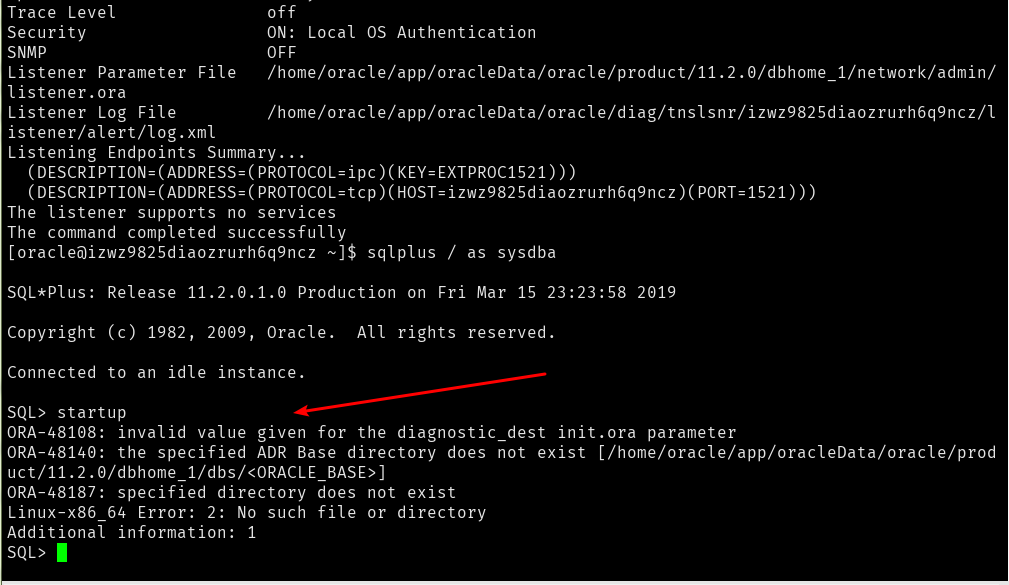 Trace Level               off
Security                  ON: Local OS Authentication
SNMP                      OFF
Listener Parameter File   /home/oracle/app/oracleData/oracle/product/11.2.0/dbhome_1/network/admin/
listener.ora
Listener Log File         /home/oracle/app/oracleData/oracle/diag/tnslsnr/izwz9825diaozrurh6q9ncz/l
istener/alert/log.xml
Listening Endpoints Summary...
  (DESCRIPTION=(ADDRESS=(PROTOCOL=ipc)(KEY=EXTPROC1521)))
  (DESCRIPTION=(ADDRESS=(PROTOCOL=tcp)(HOST=izwz9825diaozrurh6q9ncz)(PORT=1521)))
The listener supports no services
The command completed successfully
[oracle@izwz9825diaozrurh6q9ncz ~]$ sqlplus / as sysdba
SQL*Plus: Release 11.2.0.1.0 Production on Fri Mar 15 23:23:58 2019
Copyright (c) 1982, 2009, Oracle.  All rights reserved.
Connected to an idle instance.
SQL> startup
ORA-48108: invalid value given for the diagnostic_dest init.ora parameter
ORA-48140: the specified ADR Base directory does not exist [/home/oracle/app/oracleData/oracle/prod
uct/11.2.0/dbhome_1/dbs/<ORACLE_BASE>]
ORA-48187: specified directory does not exist
Linux-x86_64 Error: 2: No such file or directory
Additional information: 1
SQL>